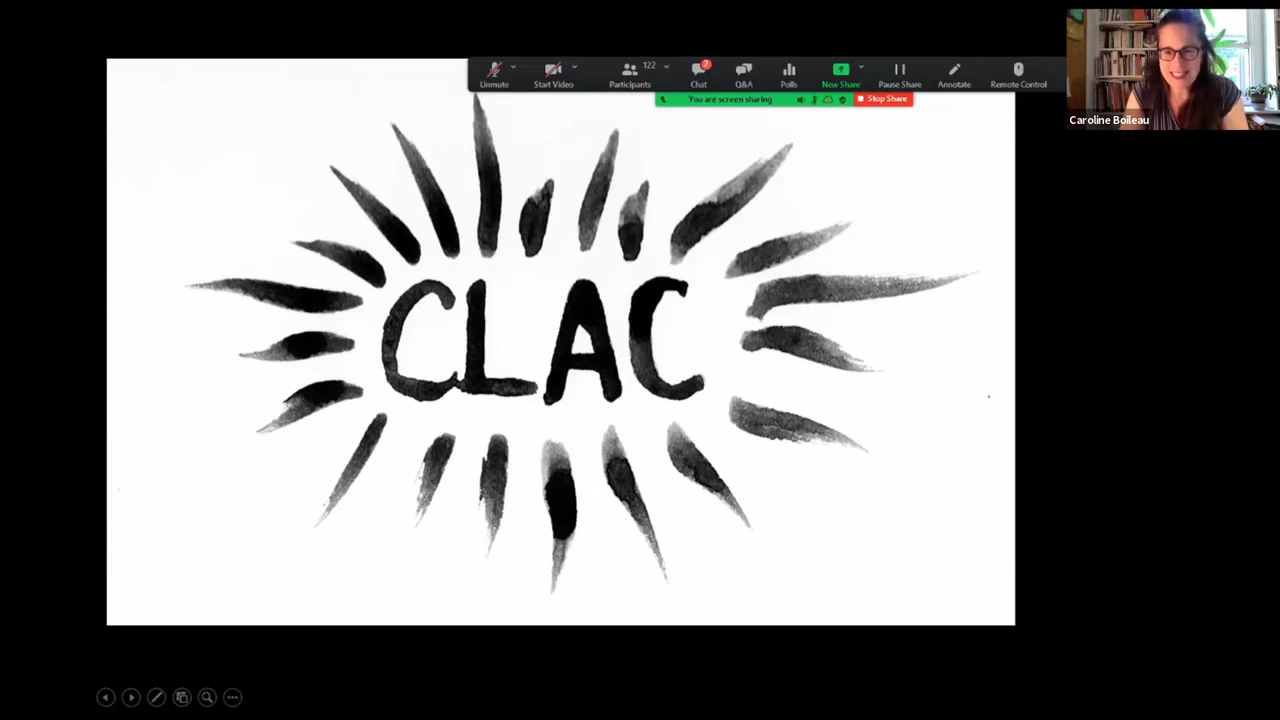 122
2
Unmute
Start Video
Participants
Chat
Q&A
Polls
New Share
Pause Share
Annotate
Remote Control
You are screen sharing
Stop Share
Caroline Boileau
CLAC